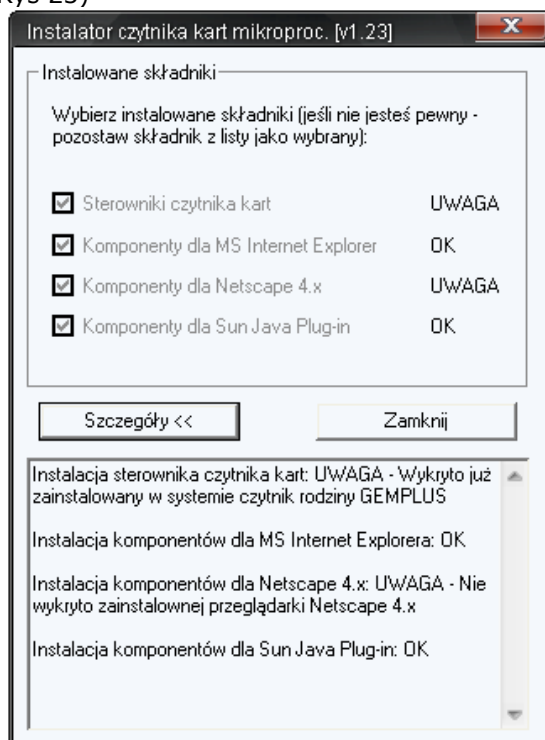 Instalator czytnika kart mikroproc. [v1.23]
Instalowane składniki
Wybierz instalowane składniki (jeśli nie jesteś pewny -
pozostaw składnik z listy jako wybrany):
Sterowniki czytnika kart UWAGA
Komponenty dla MS Internet Explorer OK
Komponenty dla Netscape 4.x UWAGA
Komponenty dla Sun Java Plug-in OK
Szczegóły << Zamknij
Instalacja sterownika czytnika kart: UWAGA - Wykryto już
zainstalowany w systemie czytnik rodziny GEMPLUS
Instalacja komponentów dla MS Internet Explorera: OK
Instalacja komponentów dla Netscape 4.x: UWAGA - Nie
wykryto zainstalownej przeglądarki Netscape 4.x
Instalacja komponentów dla Sun Java Plug-in: OK